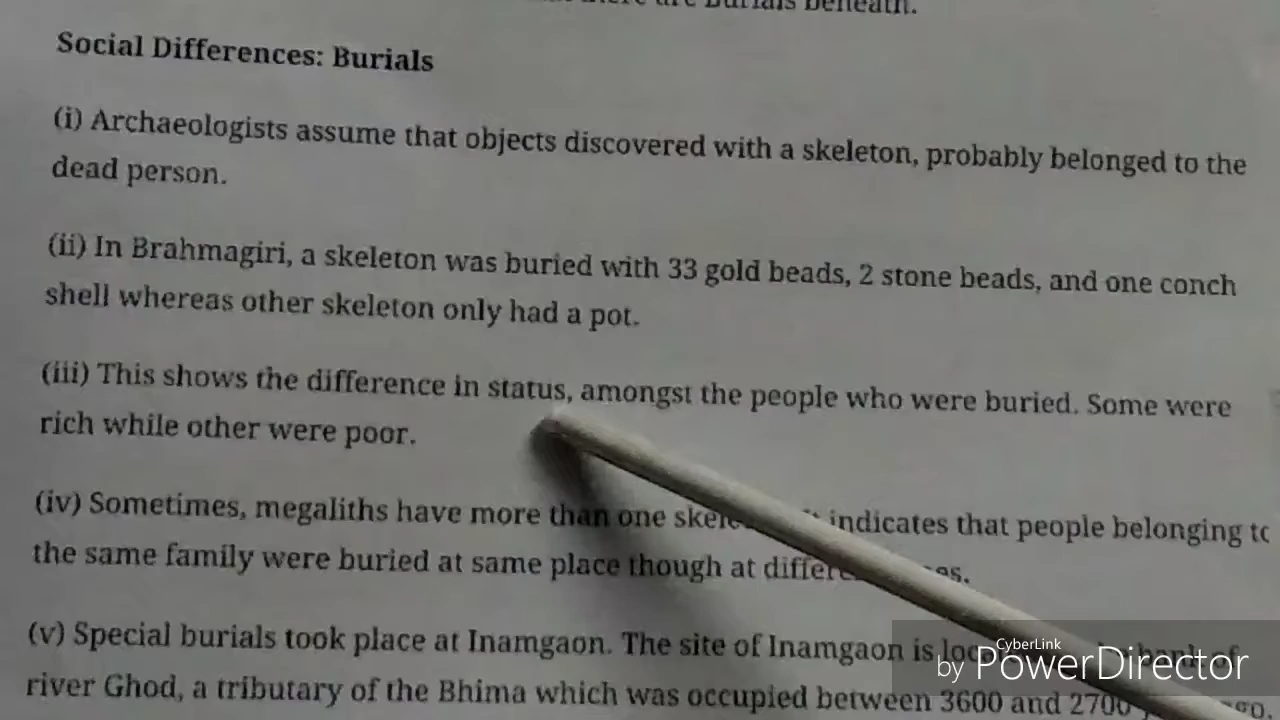 are Burials beneath.
Social Differences: Burials
(i) Archaeologists assume that objects discovered with a skeleton, probably belonged to the
dead person.
(ii) In Brahmagiri, a skeleton was buried with 33 gold beads, 2 stone beads, and one conch
shell whereas other skeleton only had a pot.
(iii) This shows the difference in status, amongst the people who were buried. Some were
rich while other were poor.
(iv) Sometimes, megaliths have more than one indicates that people belonging to
the same family were buried at same place though at
(v) Special burials took place at Inamgaon. The site of Inamgaon is of
river Ghod, a tributary of the Bhima which was occupied between 3600 and 2700
CyberLink
by PowerDirector